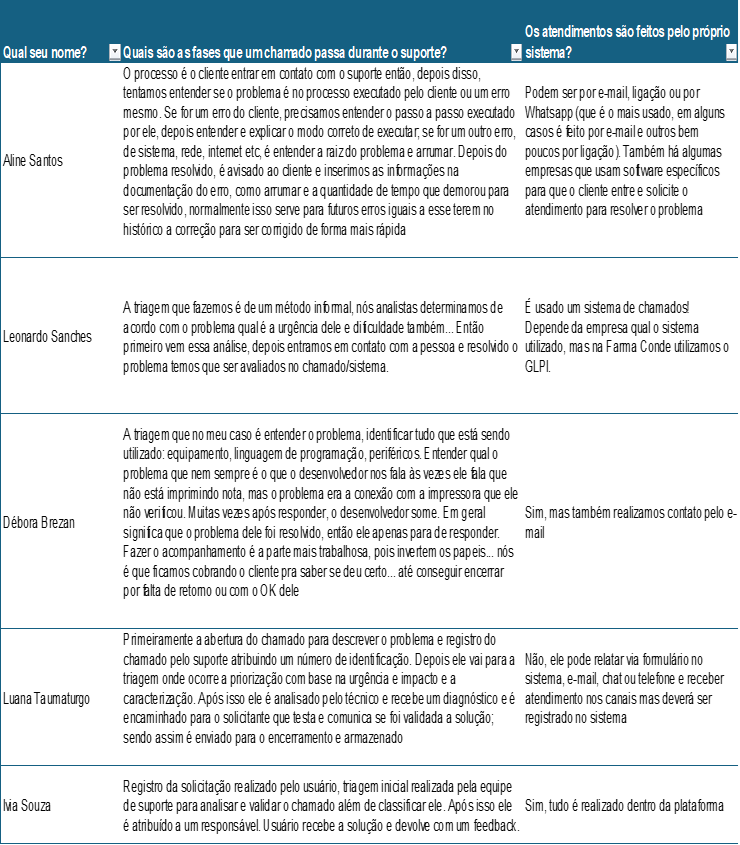 Qual seu nome?
Quais são as fases que um chamado passa durante o suporte?
Os atendimentos são feitos pelo próprio
sistema?
Aline Santos
O processo é o cliente entrar em contato com o suporte então, depois disso,
tentamos entender se o problema é no processo executado pelo cliente ou um erro
mesmo. Se for um erro do cliente, precisamos entender o passo a passo executado
por ele, depois entender e explicar o modo correto de executar, se for um outro erro,
de sistema, rede, internet etc, é entender a raiz do problema e arrumar. Depois do
problema resolvido, é avisado ao cliente e inserimos as informações na
documentação do erro, como arrumar e a quantidade de tempo que demorou para
ser resolvido, normalmente isso serve para futuros erros iguais a esse terem no
histórico a correção para ser corrigido de forma mais rápida
Podem ser por e-mail, ligação ou por
Whatsapp (que é o mais usado, em alguns
casos é feito por e-mail e outros bem
poucos por ligação). Também há algumas
empresas que usam software específicos
para que o cliente entre e solicite o
atendimento para resolver o problema
Leonardo Sanches
A triagem que fazemos é de um método informal, nós analistas determinamos de
acordo com o problema qual é a urgência dele e dificuldade também... Então
primeiro vem essa análise, depois entramos em contato com a pessoa e resolvido o
problema temos que ser avaliados no chamado/sistema.
É usado um sistema de chamados!
Depende da empresa qual o sistema
utilizado, mas na Farma Conde utilizamos o
GLPI.
Débora Brezan
A triagem que no meu caso é entender o problema, identificar tudo que está sendo
utilizado: equipamento, linguagem de programação, periféricos. Entender qual o
problema que nem sempre é o que o desenvolvedor nos fala às vezes ele fala que
não está imprimindo nota, mas o problema era a conexão com a impressora que ele
não verificou. Muitas vezes após responder, o desenvolvedor some. Em geral
significa que o problema dele foi resolvido, então ele apenas para de responder.
Fazer o acompanhamento é a parte mais trabalhosa, pois invertem os papeis... nós
é que ficamos cobrando o cliente pra saber se deu certo... até conseguir encerrar
por falta de retorno ou com o OK dele
Sim, mas também realizamos contato pelo e-
mail
Luana Taumaturgo
Primeiramente a abertura do chamado para descrever o problema e registro do
chamado pelo suporte atribuindo um número de identificação. Depois ele vai para a
triagem onde ocorre a priorização com base na urgência e impacto e a
caracterização. Após isso ele é analisado pelo técnico e recebe um diagnóstico e é
encaminhado para o solicitante que testa e comunica se foi validada a solução;
sendo assim é enviado para o encerramento e armazenado
Não, ele pode relatar via formulário no
sistema, e-mail, chat ou telefone e receber
atendimento nos canais mas deverá ser
registrado no sistema
Ivia Souza
Registro da solicitação realizado pelo usuário, triagem inicial realizada pela equipe
de suporte para analisar e validar o chamado além de classificar ele. Após isso ele
é atribuído a um responsável. Usuário recebe a solução e devolve com um feedback.
Sim, tudo é realizado dentro da plataforma